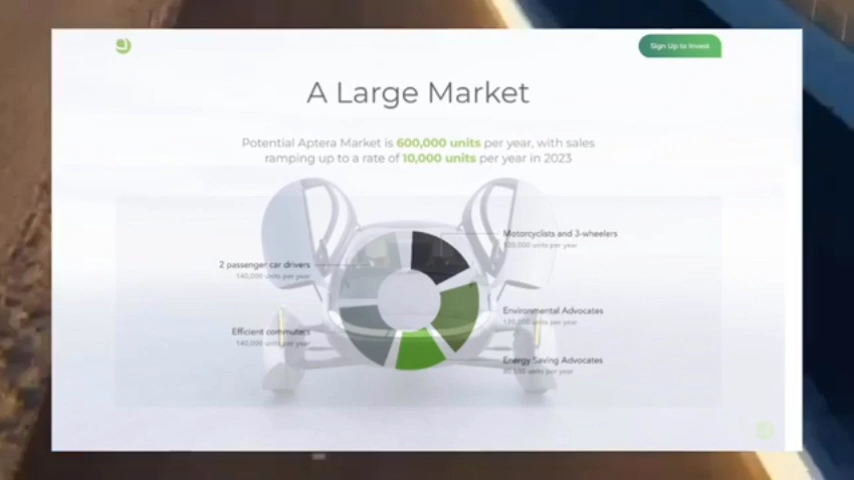 Sign Up to Invest
A Large Market
Potential Aptera Market is 600,000 units per year, with sales
ramping up to a rate of 10,000 units per year in 2023
Motorcyclists and 3-wheelers
units per year
2 passenger car drivers
140,000 units per year
Environmental Advocates
units per year
Efficient commuters
140,000 units per year
Energy Saving Advocates
units per year